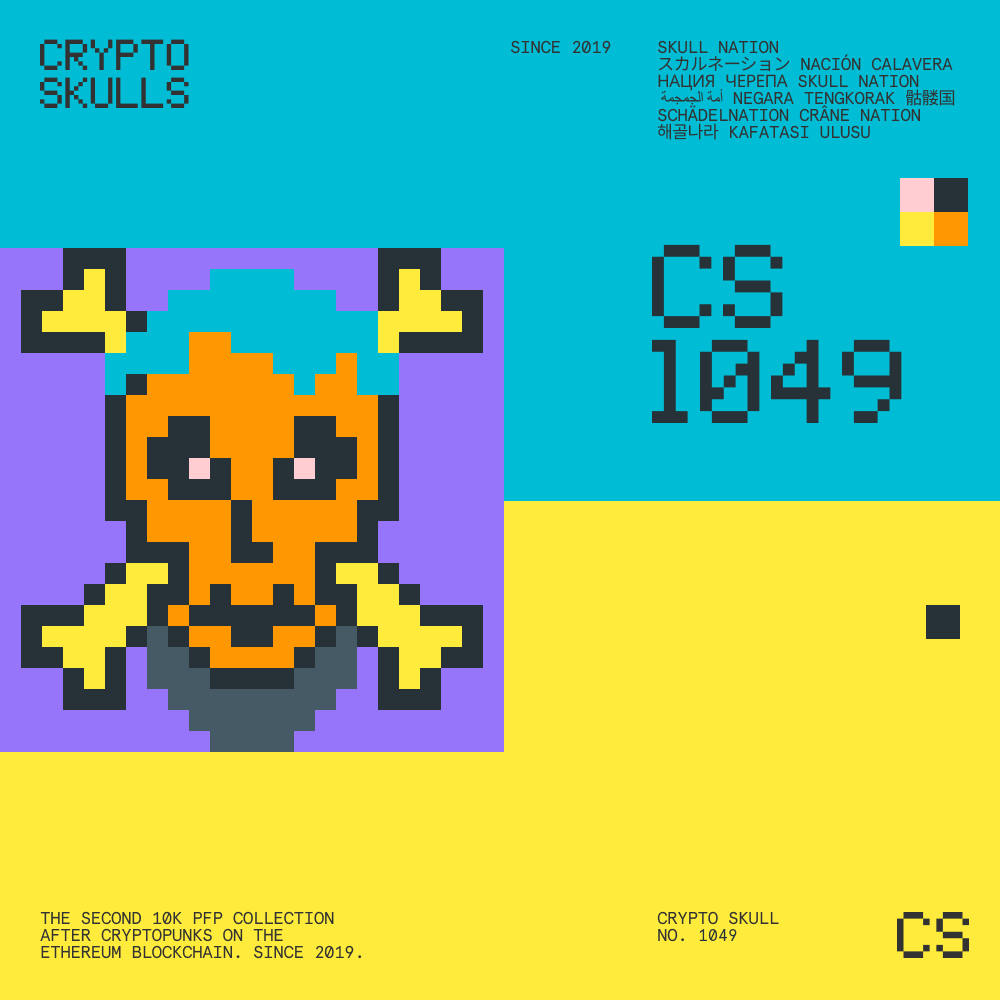 CRYPTO
SKULLS
SINCE 2019
SKULL NATION
スカルネーション NACIÓN CALAVERA
НАЦИЯ ЧЕРЕПА SKULL NATION
أمة الجمجمة NEGARA TENGKORAK 骷髅国
SCHÄDELNATION CRÂNE NATION
해골나라 KAFATASI ULUSU
CS
1049
THE SECOND 10K PFP COLLECTION
AFTER CRYPTOPUNKS ON THE
ETHEREUM BLOCKCHAIN. SINCE 2019.
CRYPTO SKULL
NO. 1049
CS